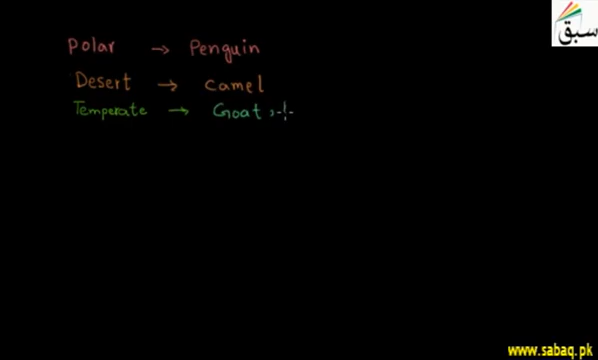 سبق
Polar → Penguin
Desert → Camel
Temperate → Goat,
www.sabaq.pk